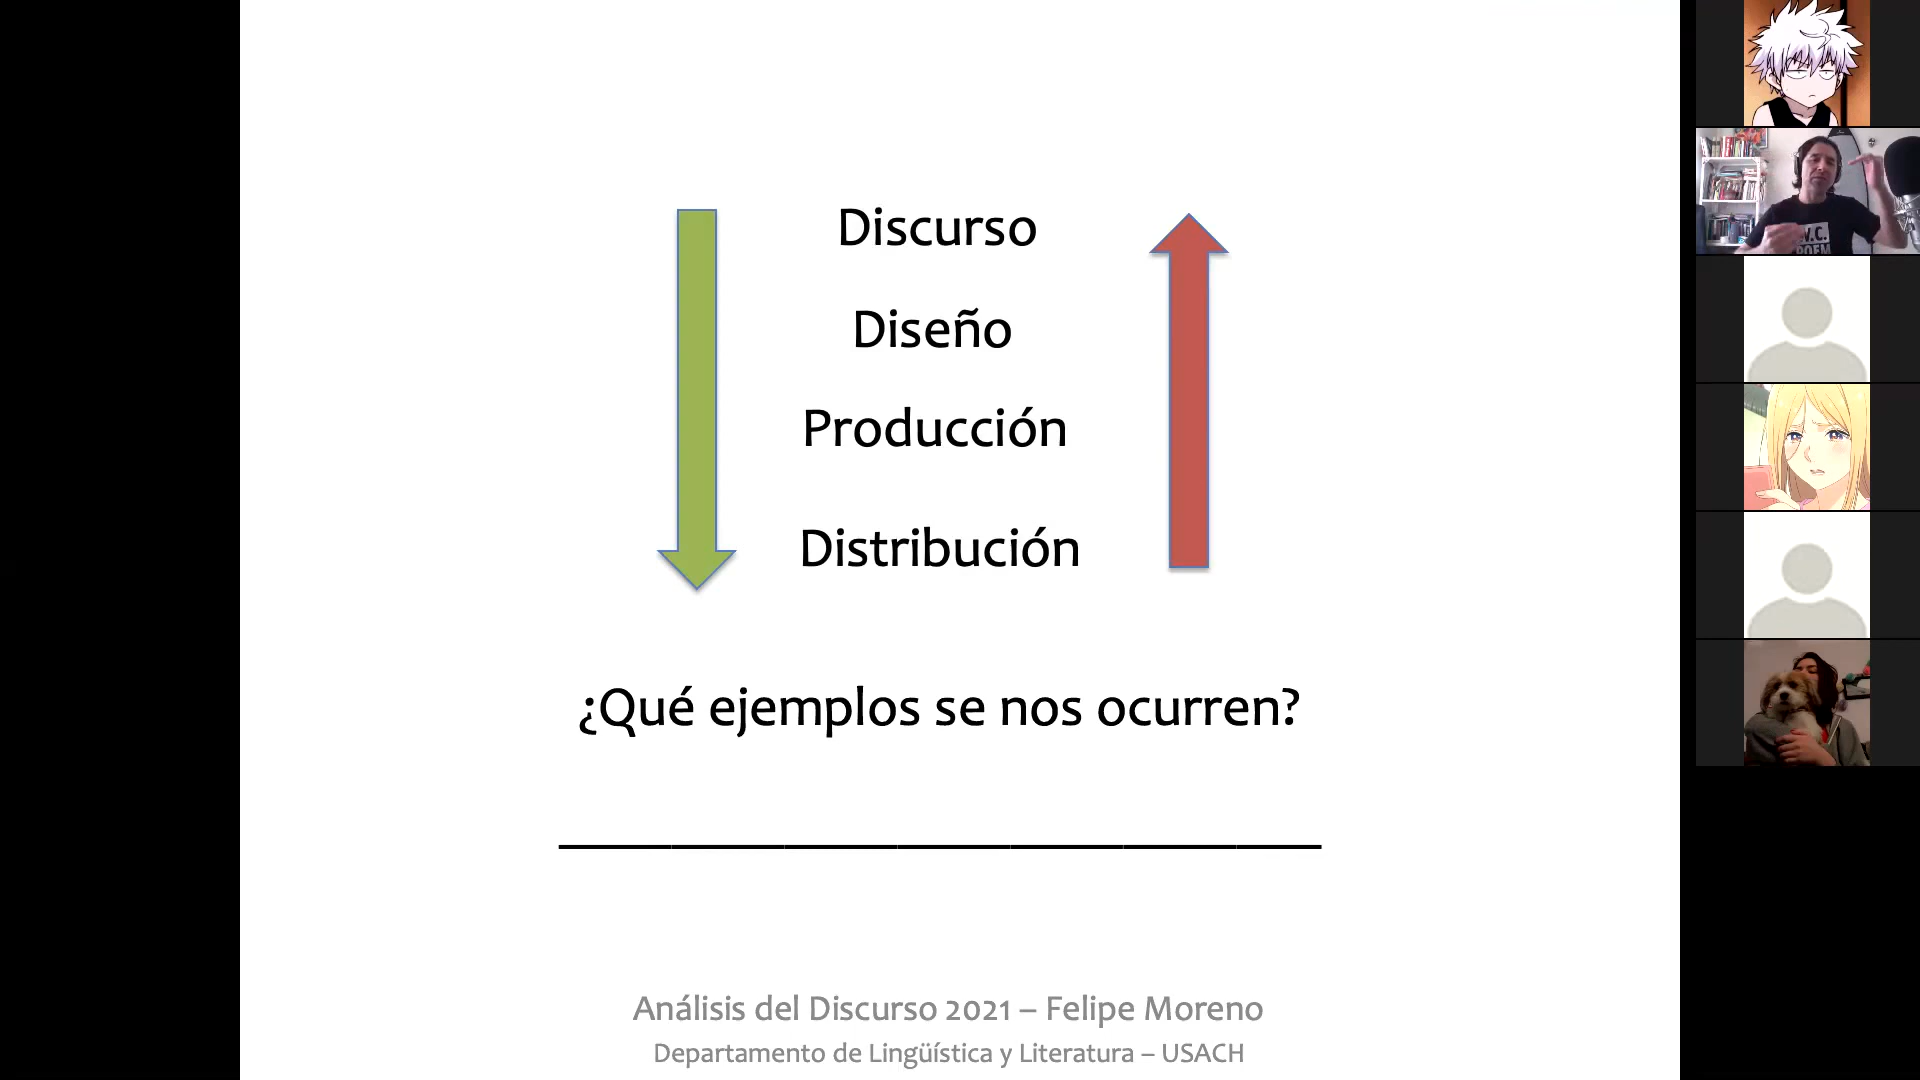 Discurso
Diseño
Producción
Distribución
¿Qué ejemplos se nos ocurren?
Análisis del Discurso 2021 – Felipe Moreno
Departamento de Lingüística y Literatura – USACH
W.C.
POEM